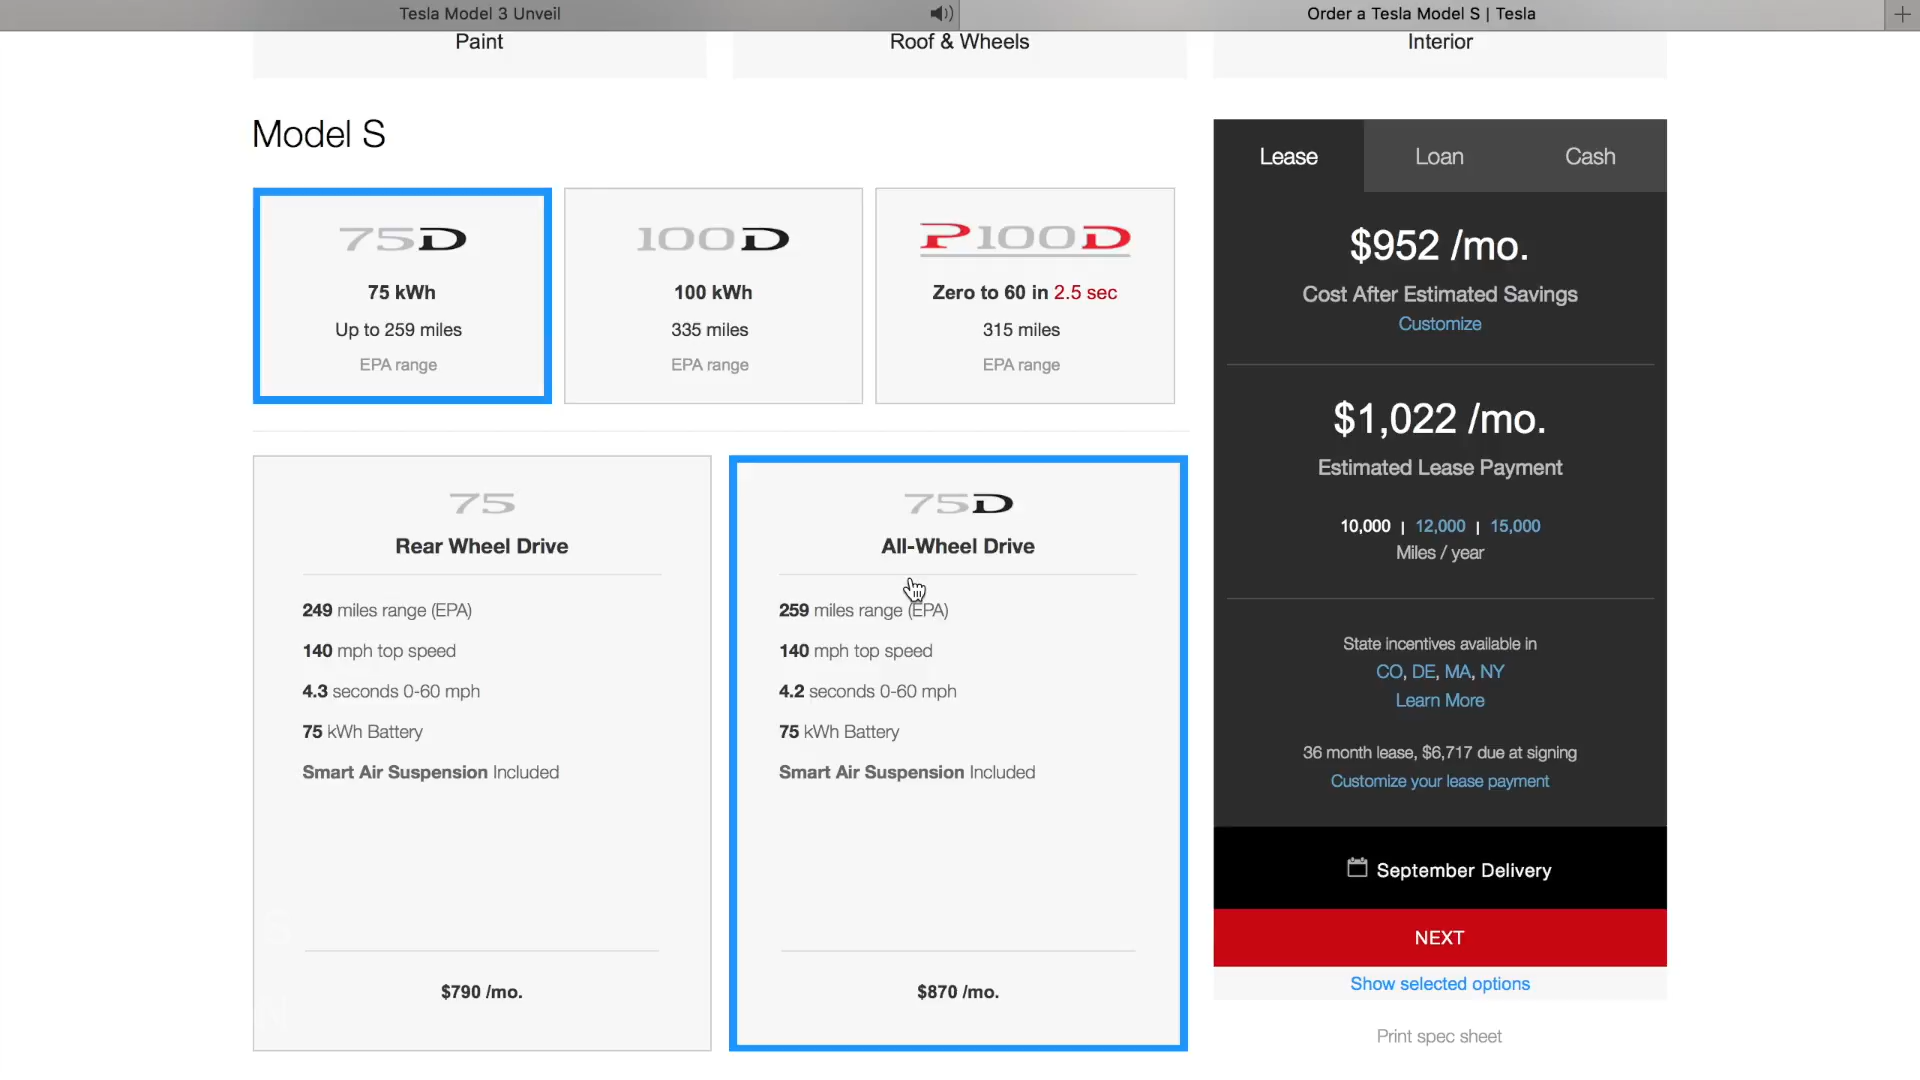 Tesla Model 3 Unveil
Order a Tesla Model S | Tesla
Paint
Roof & Wheels
Interior
Model S
75D
75 kWh
Up to 259 miles
EPA range
100D
100 kWh
335 miles
EPA range
P100D
Zero to 60 in 2.5 sec
315 miles
EPA range
75
Rear Wheel Drive
249 miles range (EPA)
140 mph top speed
4.3 seconds 0-60 mph
75 kWh Battery
Smart Air Suspension Included
$790 /mo.
75D
All-Wheel Drive
259 miles range (EPA)
140 mph top speed
4.2 seconds 0-60 mph
75 kWh Battery
Smart Air Suspension Included
$870 /mo.
Lease
Loan
Cash
$952 /mo.
Cost After Estimated Savings
Customize
$1,022 /mo.
Estimated Lease Payment
10,000 | 12,000 | 15,000
Miles / year
State incentives available in
CO, DE, MA, NY
Learn More
36 month lease, $6,717 due at signing
Customize your lease payment
September Delivery
NEXT
Show selected options
Print spec sheet